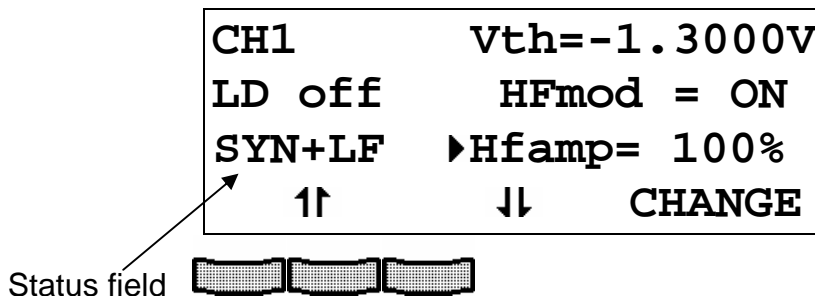 CH1 Vth=-1.3000V
LD off HFmod = ON
SYN+LF Hfamp= 100%
CHANGE
Status field